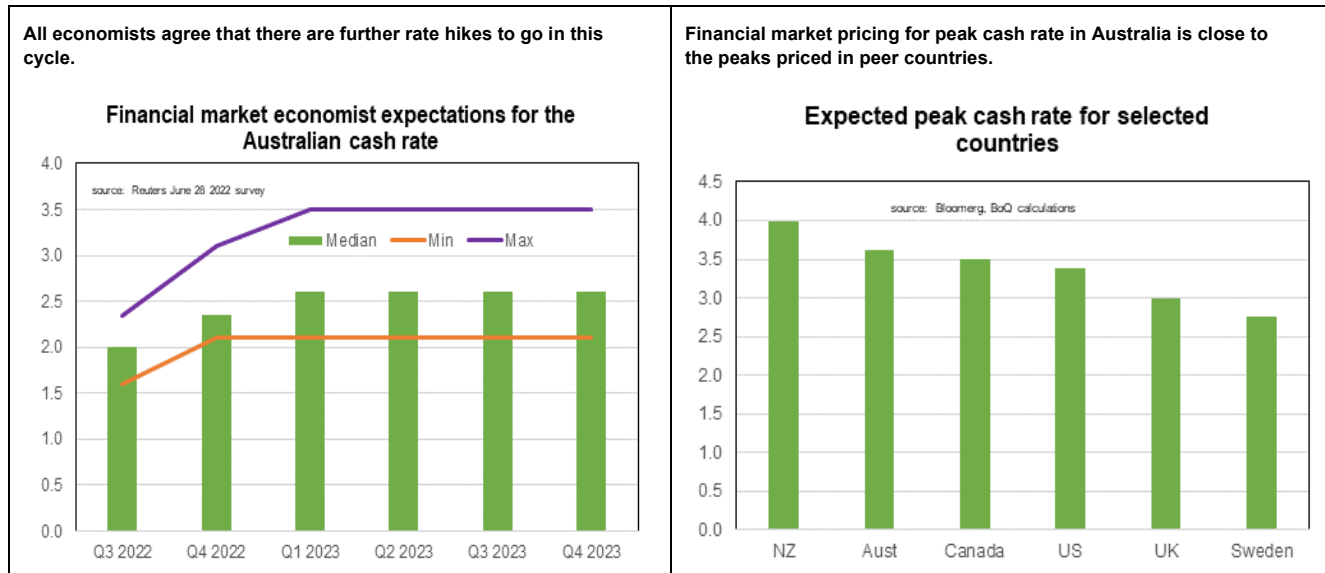 All economists agree that there are further rate hikes to go in this
cycle.
Financial market economist expectations for the
Australian cash rate
4.0
source: Reuters June 28 2022 survey
3.5
Median
Min
Max
3.0
2.5
2.0
1.5
1.0
0.5
0.0
Q3 2022
Q4 2022
Q1 2023
Q2 2023
Q3 2023
Q4 2023
Financial market pricing for peak cash rate in Australia is close to
the peaks priced in peer countries.
Expected peak cash rate for selected
countries
4.5
source: Bloomerg, BoQ calculations
4.0
3.5
3.0
2.5
2.0
1.5
1.0
0.5
0.0
NZ
Aust
Canada
US
UK
Sweden